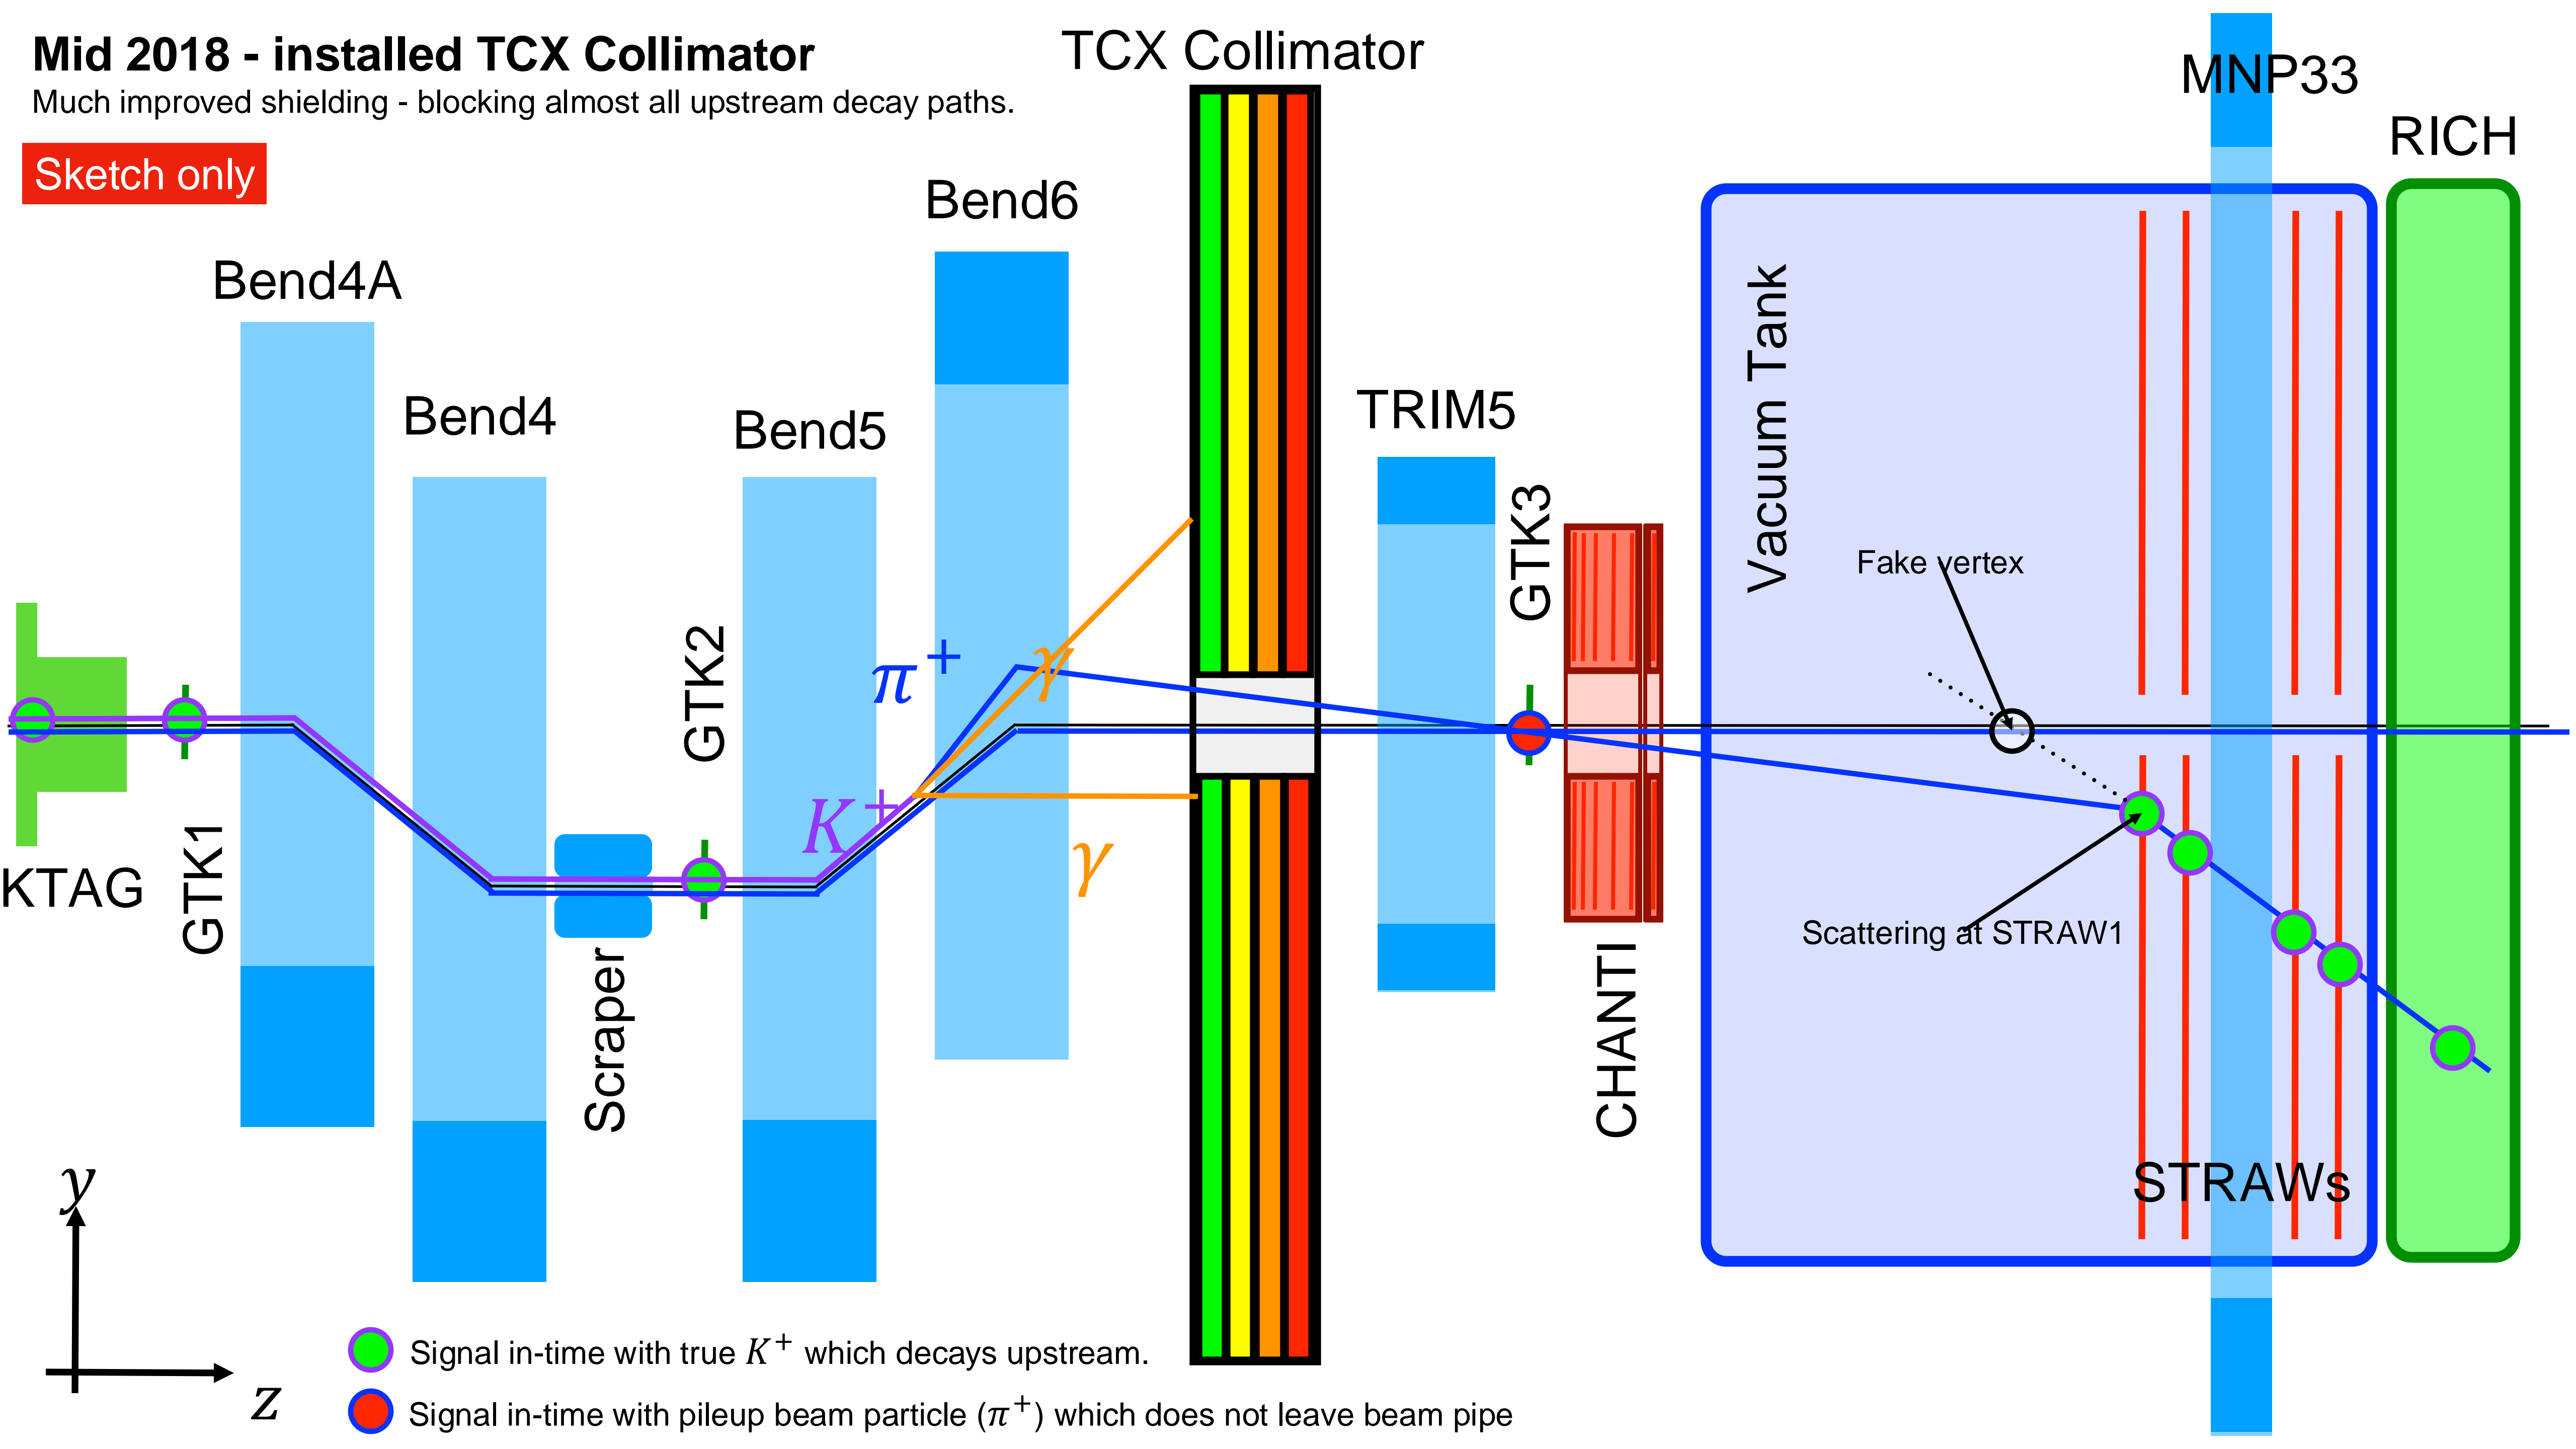 Mid 2018 - installed TCX Collimator
Much improved shielding - blocking almost all upstream decay paths.
Sketch only
TCX Collimator
MNP33
RICH
Bend6
Bend4A
Bend4
Bend5
TRIM5
GTK3
Vacuum Tank
Fake vertex
GTK2
π+
γ
K+
γ
KTAG
GTK1
Scraper
CHANTI
Scattering at STRAW1
STRAWs
y
z
Signal in-time with true K+ which decays upstream.
Signal in-time with pileup beam particle (π+) which does not leave beam pipe